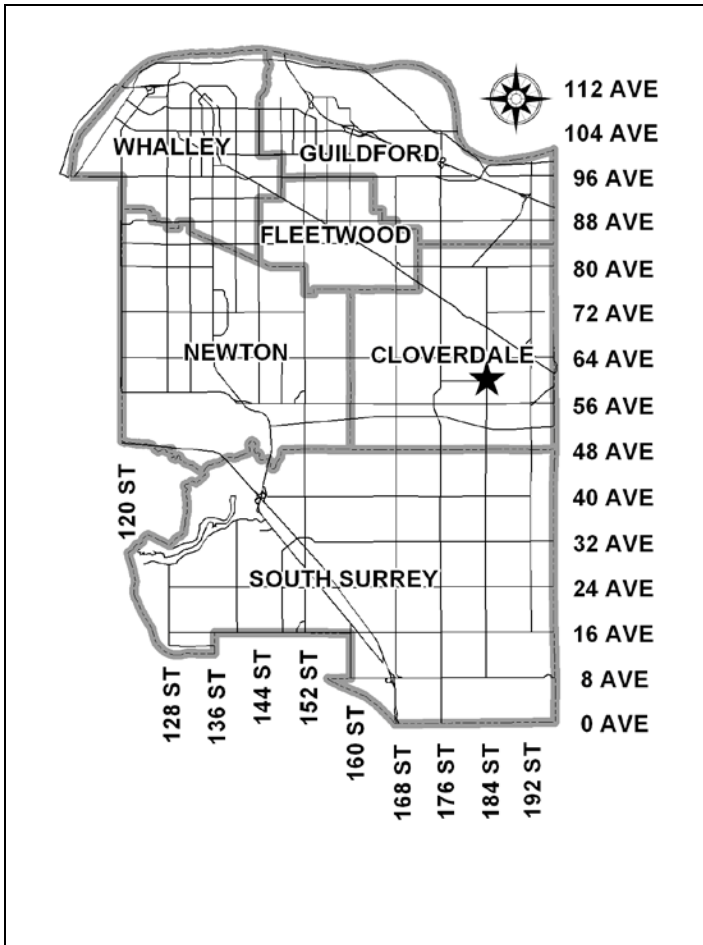 112 AVE
104 AVE
WHALLEY
GUILDFORD
96 AVE
88 AVE
FLEETWOOD
80 AVE
72 AVE
NEWTON
CLOVERDALE
64 AVE
56 AVE
48 AVE
120 ST
40 AVE
32 AVE
SOUTH SURREY
24 AVE
16 AVE
128 ST
136 ST
144 ST
152 ST
160 ST
168 ST
176 ST
184 ST
192 ST
8 AVE
0 AVE